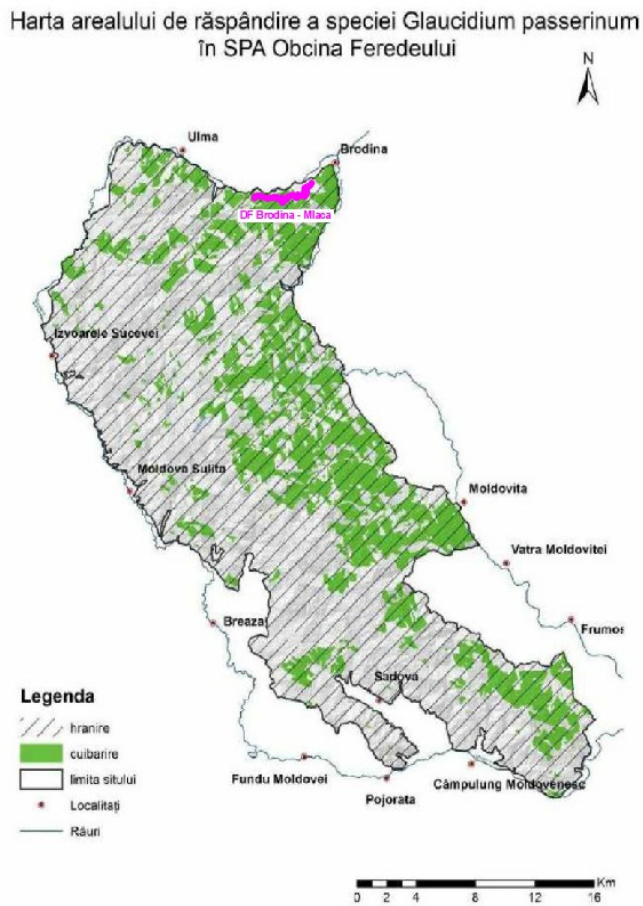 Harta arealului de răspândire a speciei Glaucidium passerinum
în SPA Obcina Feredeului
N
Ulma
Brodina
DF Brodina - Mlaca
Izvoarele Sucevei
Moldova Sulita
Moldovita
Vatra Moldovitei
Breaza
Frumos
Sadova
Legenda
hranire
cuibarire
limita sitului
Localitați
Râuri
Fundu Moldovei
Pojorata
Câmpulung Moldovenesc
Km
0 2 4 8 12 16